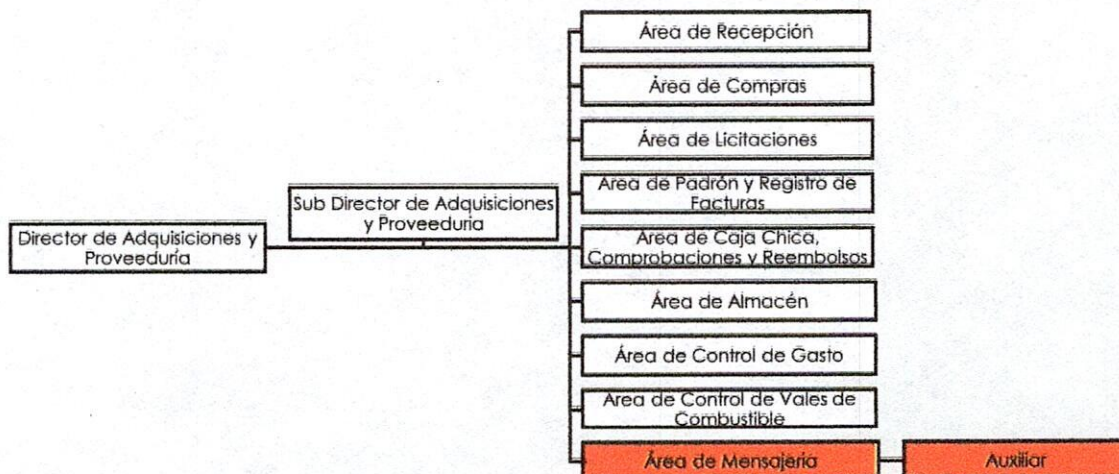 Área de Recepción
Área de Compras
Área de Licitaciones
Área de Padrón y Registro de
Facturas
Sub Director de Adquisiciones
y Proveeduria
Director de Adquisiciones y
Proveeduría
Área de Caja Chica,
Comprobaciones y Reembolsos
Área de Almacén
Área de Control de Gasto
Área de Control de Vales de
Combustible
Área de Mensajeria
Auxiliar